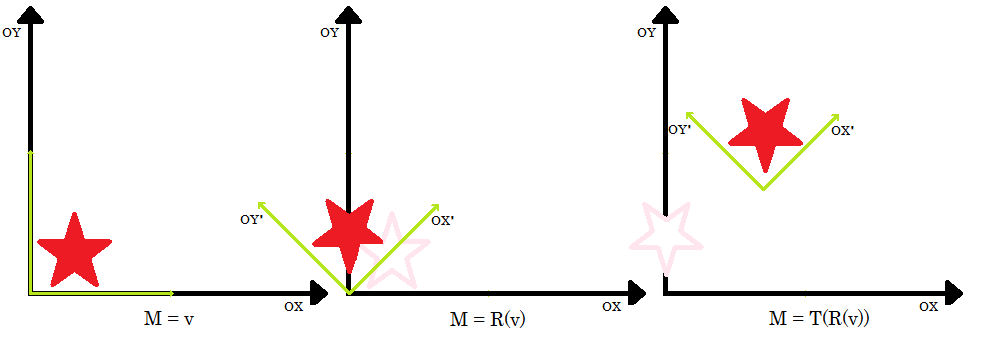 OY
OX
M = v
OY
OY'
OX'
OX
M = R(v)
OY
OY'
OX'
OX
M = T(R(v))